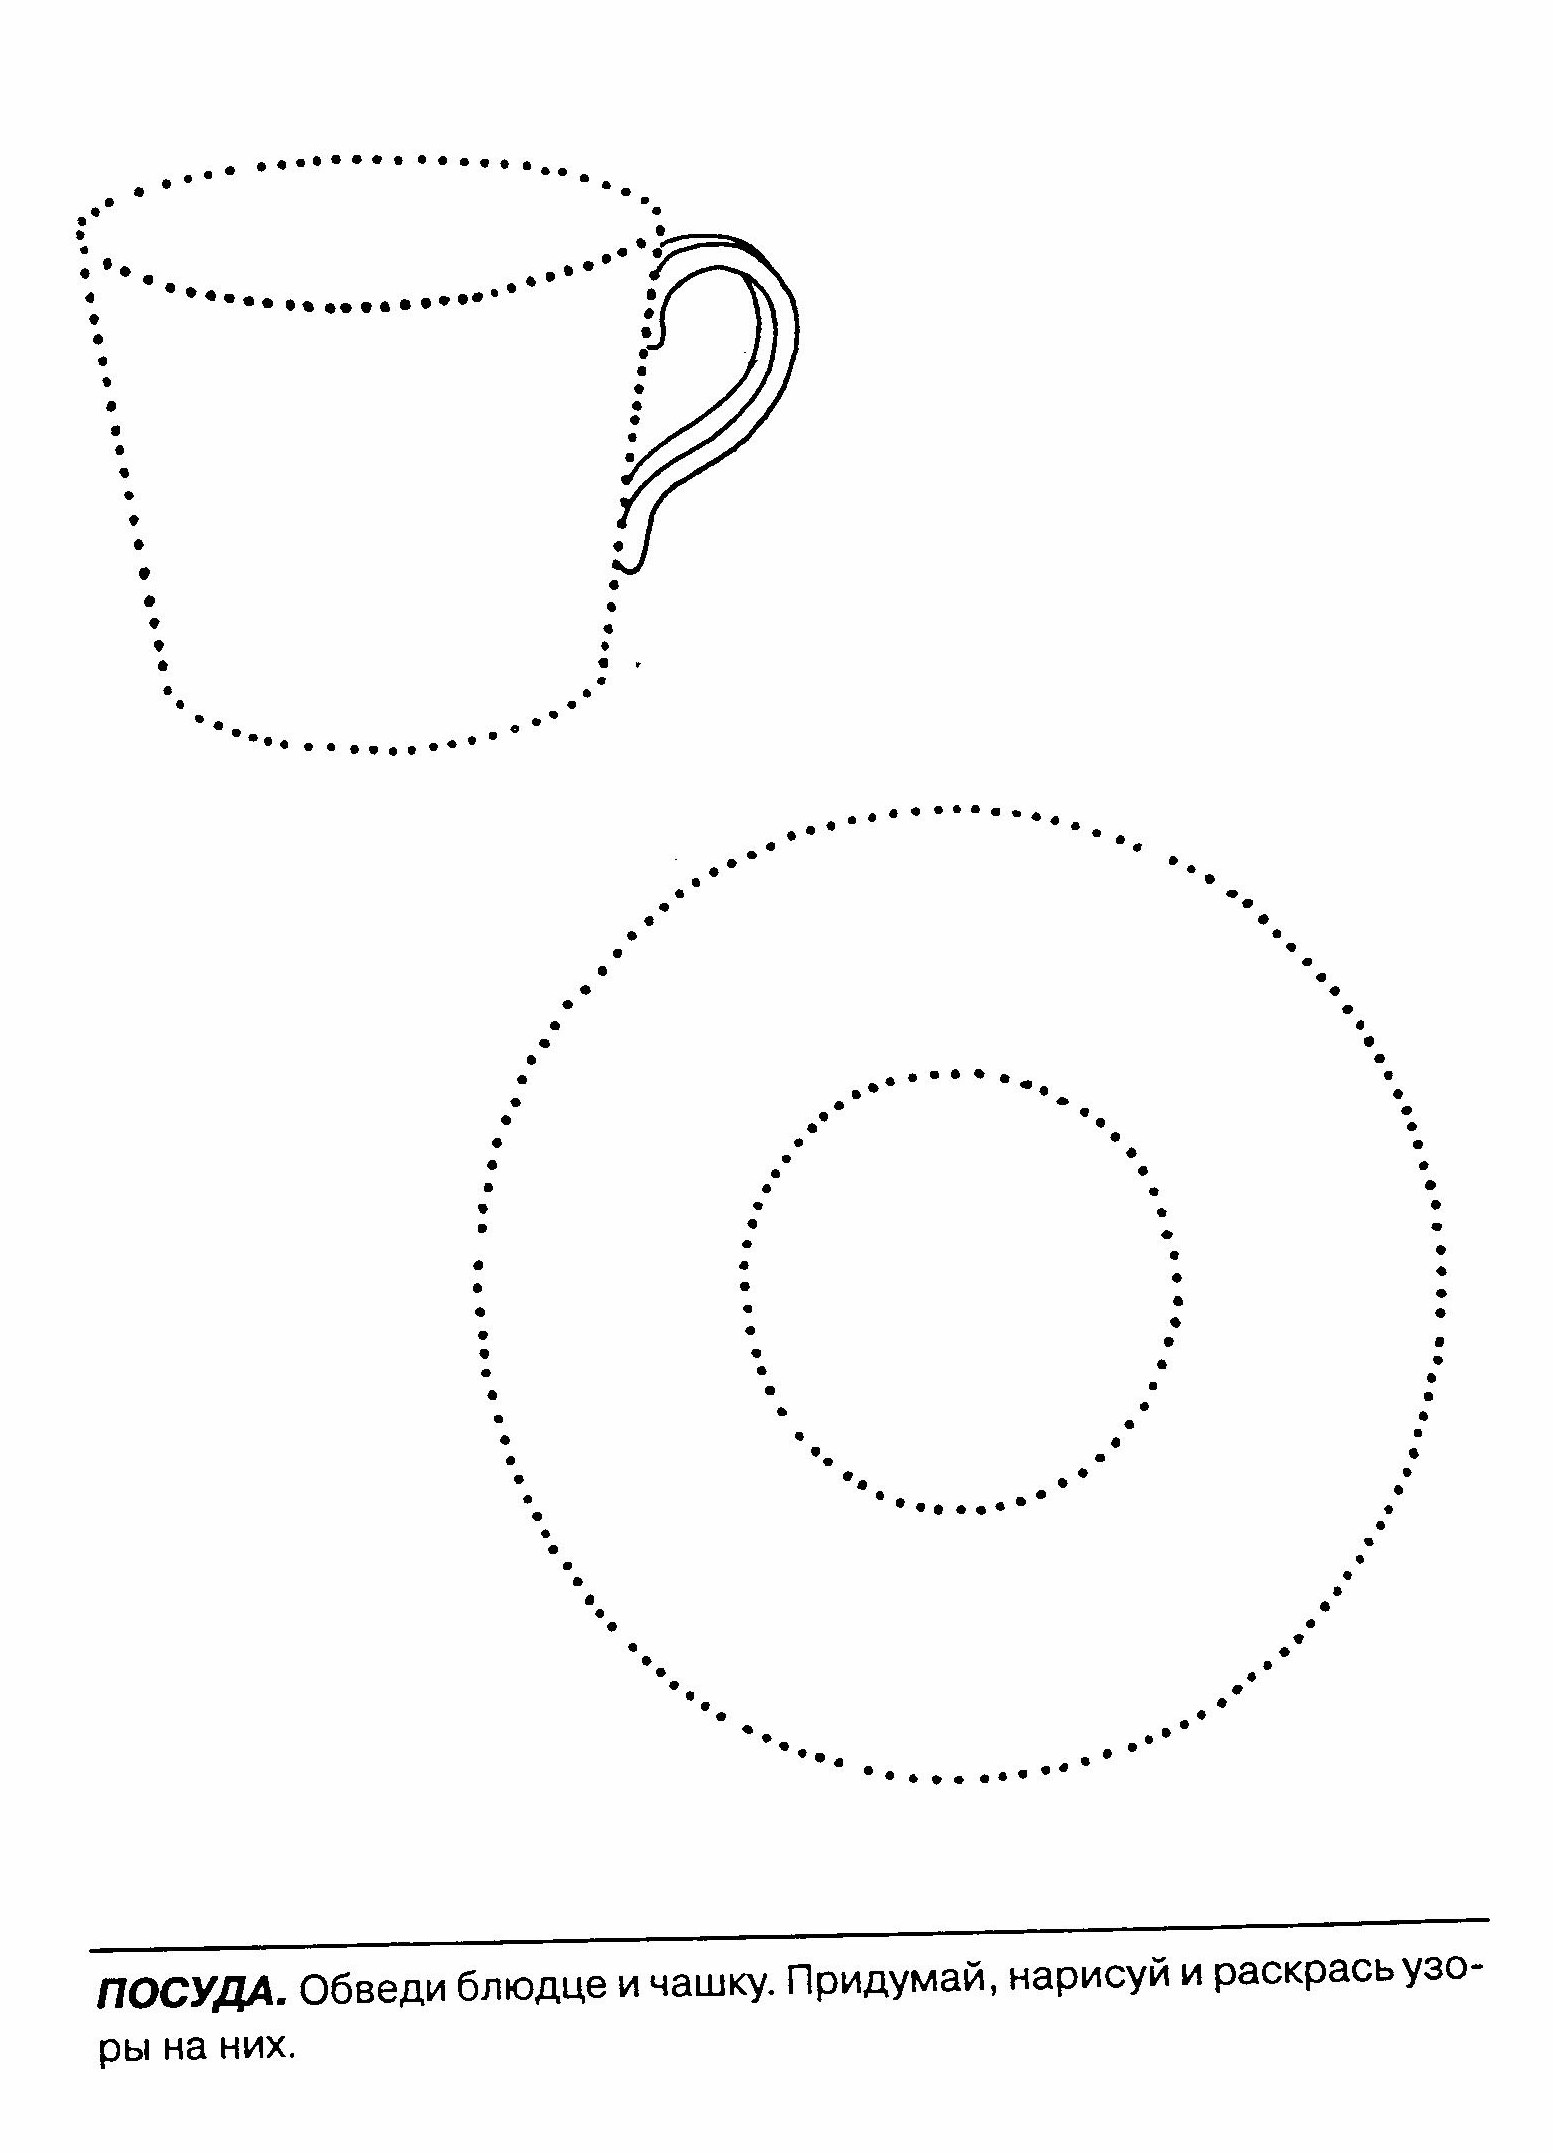 ПОСУДА. Обведи блюдце и чашку. Придумай, нарисуй и раскрась узо-
ры на них.